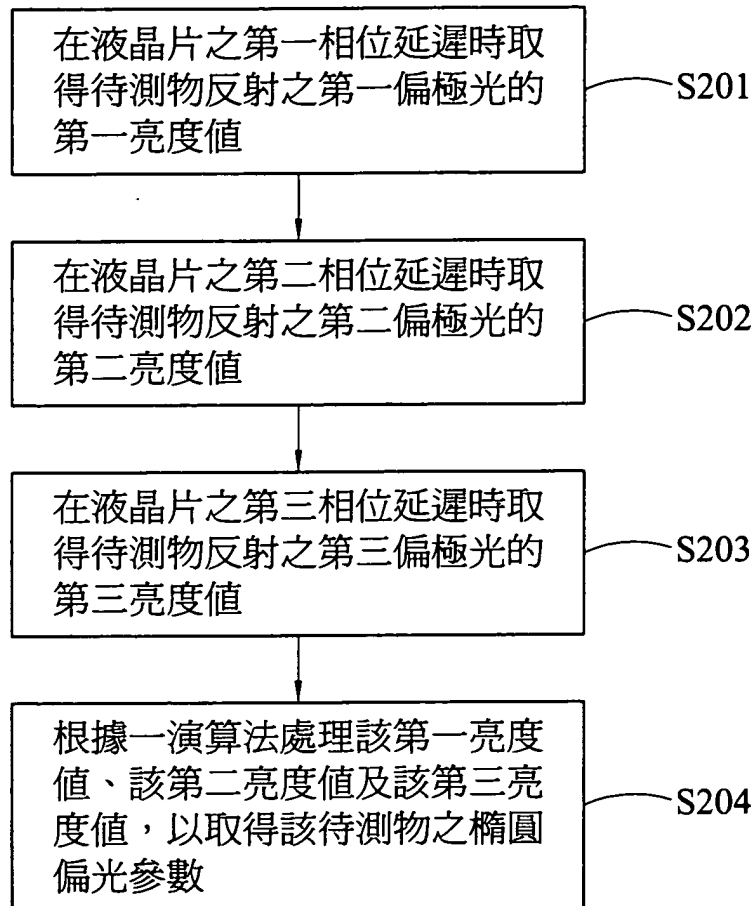 在液晶片之第一相位延遲時取
得待測物反射之第一偏極光的
第一亮度值
S201
在液晶片之第二相位延遲時取
得待測物反射之第二偏極光的
第二亮度值
S202
在液晶片之第三相位延遲時取
得待測物反射之第三偏極光的
第三亮度值
S203
根據一演算法處理該第一亮度
值、該第二亮度值及該第三亮
度值，以取得該待測物之橢圓
偏光參數
S204